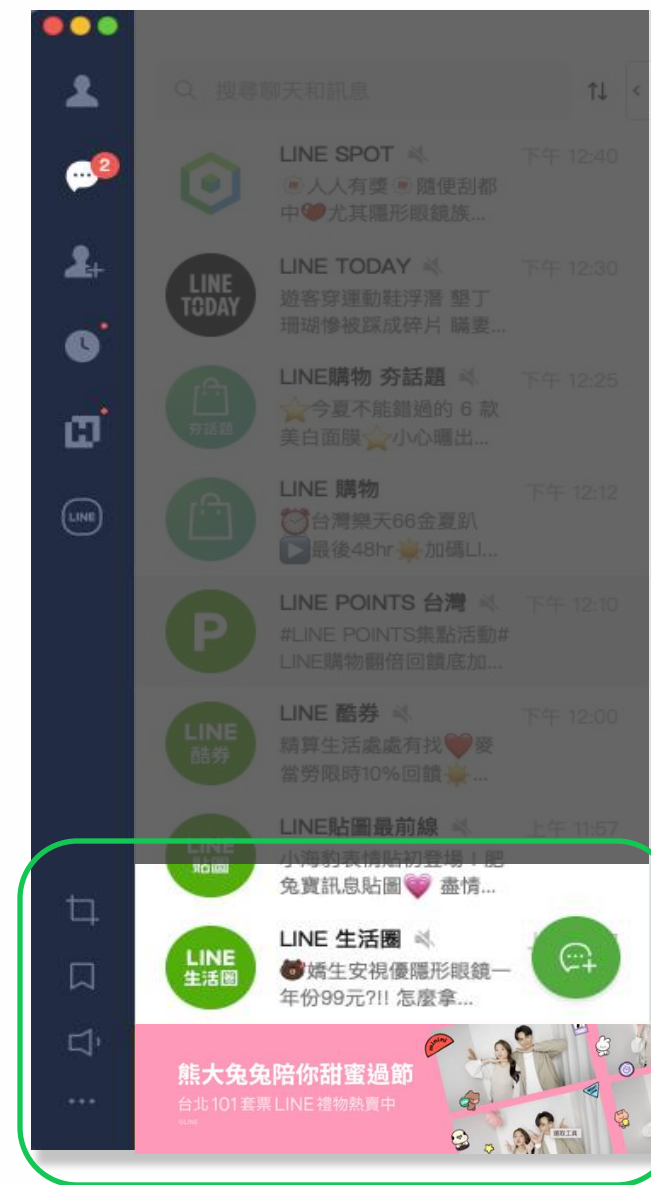 2
LINE
搜尋聊天和訊息
LINE SPOT
下午 12:40
人人有獎 隨便刮都
中 尤其隱形眼鏡族...
LINE
TODAY
LINE TODAY
下午 12:30
遊客穿運動鞋浮潛 墾丁
珊瑚慘被踩成碎片 瞞妻...
夯話題
LINE購物 夯話題
下午 12:25
今夏不能錯過的 6 款
美白面膜 小心曬出...
LINE 購物
下午 12:12
台灣樂天66金夏趴
最後48hr 加碼LI...
P
LINE POINTS 台灣
下午 12:10
#LINE POINTS集點活動#
LINE購物翻倍回饋底加...
LINE
酷券
LINE 酷券
下午 12:00
精算生活處處有找 麥
當勞限時10%回饋 ...
LINE
貼圖
LINE貼圖最前線
上午 11:57
小海豹表情貼初登場！肥
兔寶訊息貼圖 盡情...
LINE
生活圈
LINE 生活圈
嬌生安視優隱形眼鏡一
年份99元?!! 怎麼拿...
熊大兔兔陪你甜蜜過節
台北101套票 LINE 禮物熱賣中
選取工具